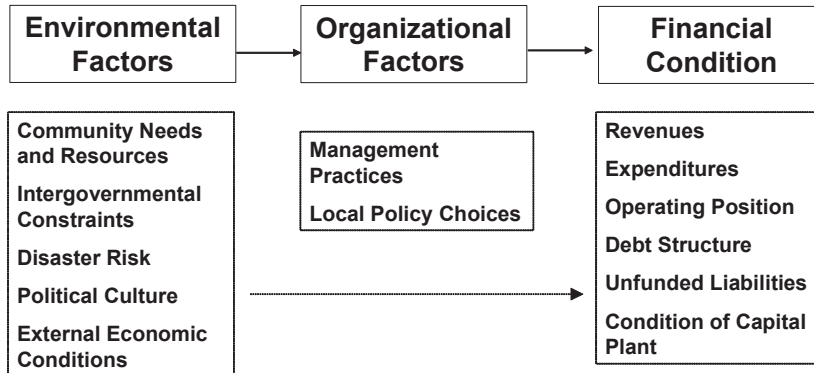 Environmental
Factors
Organizational
Factors
Financial
Condition
Community Needs
and Resources
Intergovernmental
Constraints
Disaster Risk
Political Culture
External Economic
Conditions
Management
Practices
Local Policy Choices
Revenues
Expenditures
Operating Position
Debt Structure
Unfunded Liabilities
Condition of Capital
Plant